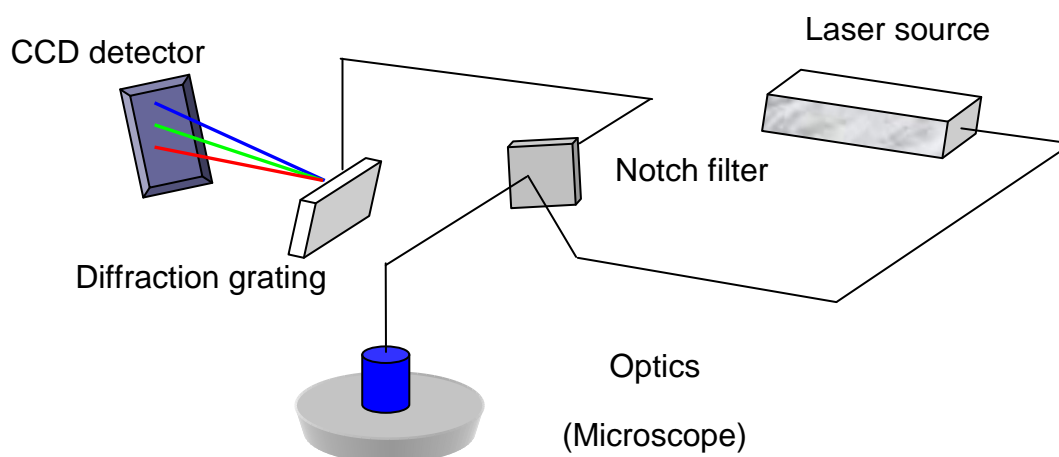 Laser source
CCD detector
Notch filter
Diffraction grating
Optics
(Microscope)